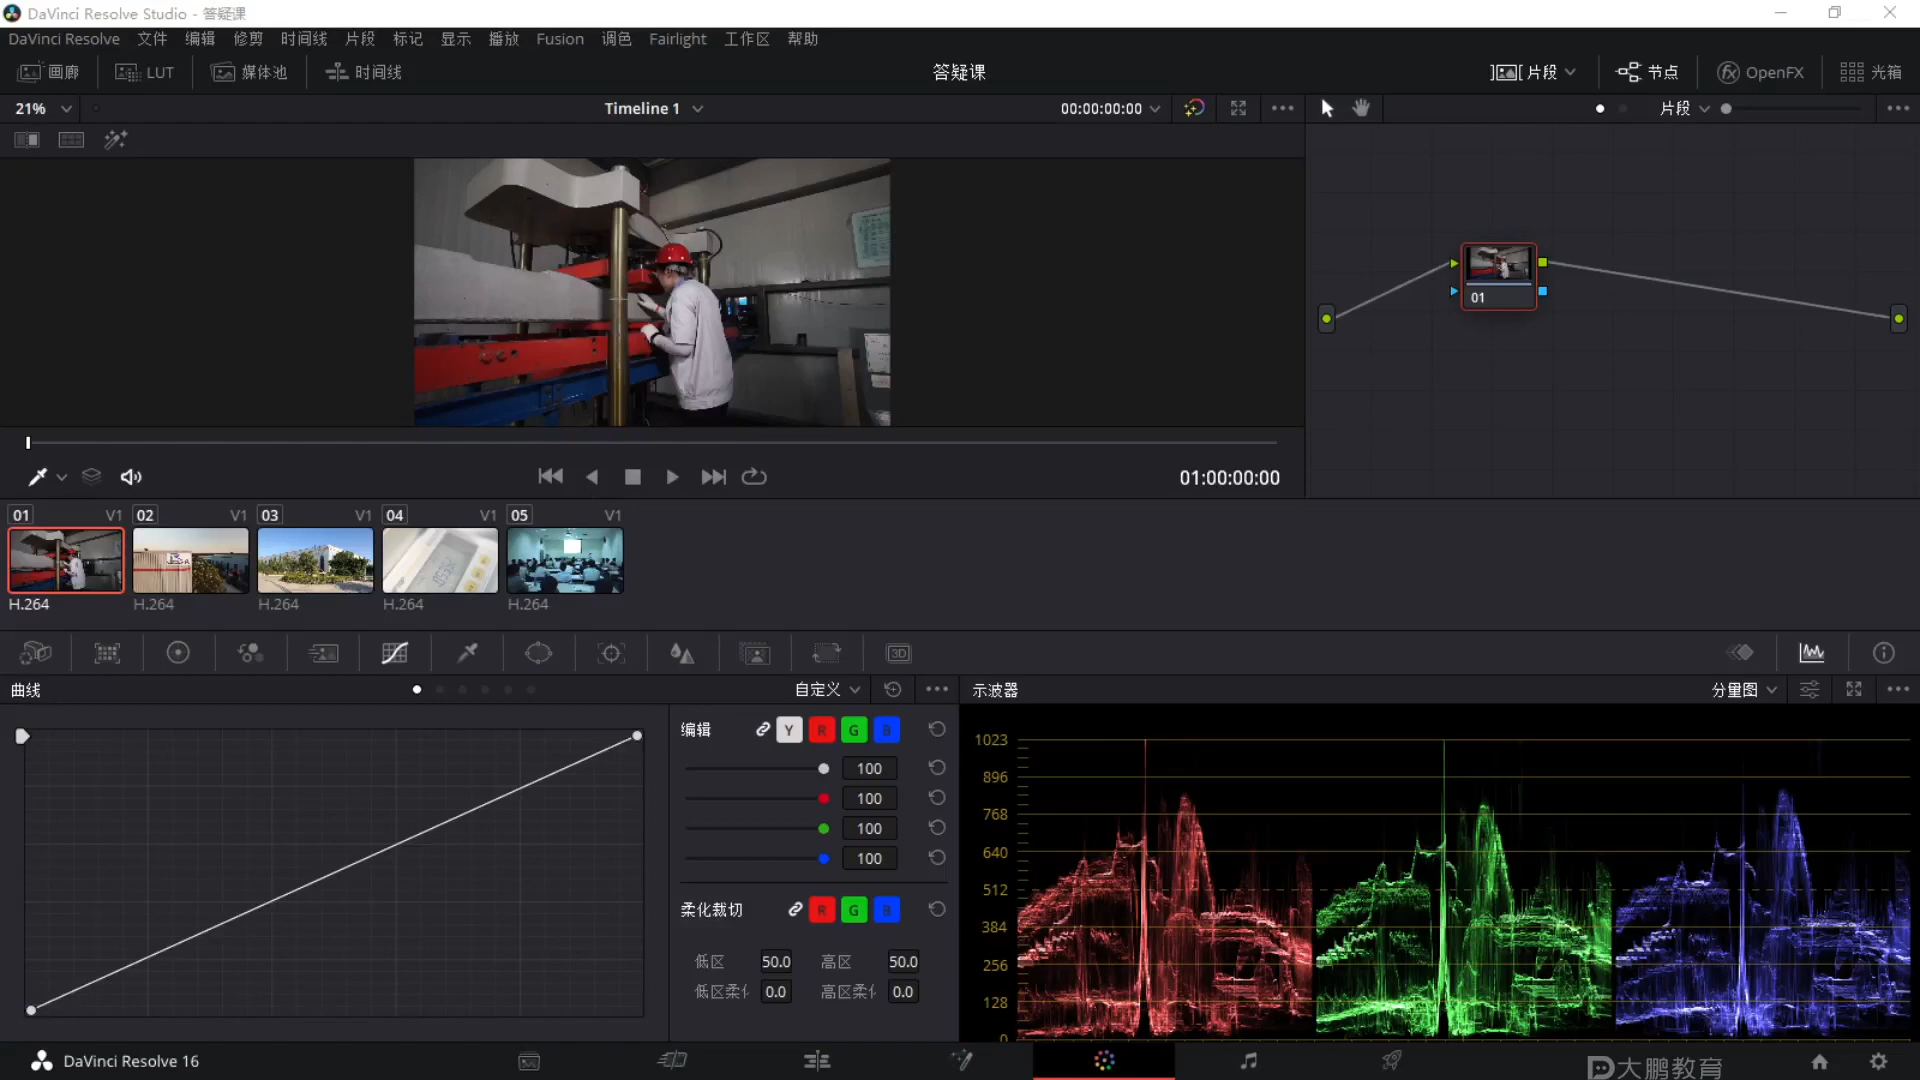 DaVinci Resolve Studio - 答疑课
DaVinci Resolve 文件 编辑 修剪 时间线 片段 标记 显示 播放 Fusion 调色 Fairlight 工作区 帮助
画廊 LUT 媒体池 时间线 答疑课 片段 节点 OpenFX 光箱
21% Timeline 1 00:00:00:00 片段
01
01:00:00:00
01 V1 02 V1 03 V1 04 V1 05 V1
H.264 H.264 H.264 H.264 H.264
3D
曲线 自定义 示波器 分量图
编辑 Y R G B
100
100
100
100
柔化裁切 R G B
低区 50.0 高区 50.0
低区柔 0.0 高区柔 0.0
1023
896
768
640
512
384
256
128
0
DaVinci Resolve 16
大鹏教育